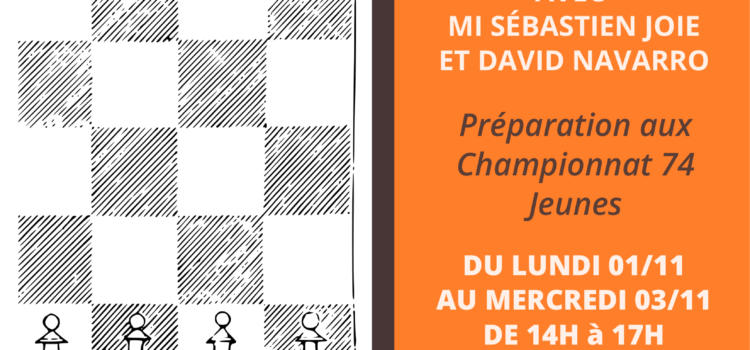 MI SÉBASTIEN JOIE
ET DAVID NAVARRO
Préparation aux
Championnat 74
Jeunes
DU LUNDI 01/11
AU MERCREDI 03/11
DE 14H à 17H